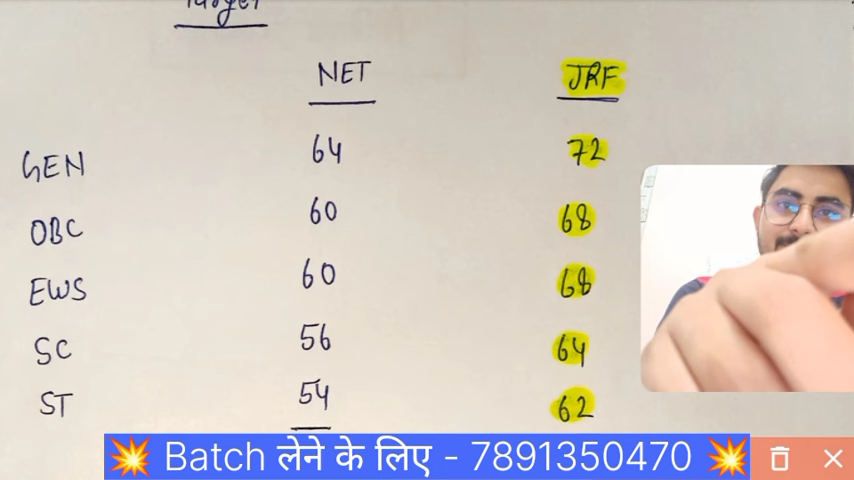 Target
NET JRF
GEN 64 72
OBC 60 68
EWS 60 68
SC 56 64
ST 54 62
💥 Batch लेने के लिए - 7891350470 💥